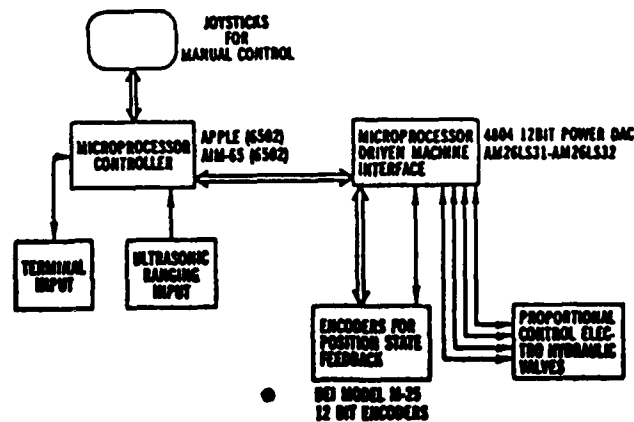 JOYSTICKS
FOR
MANUAL CONTROL
MICROPROCESSOR
CONTROLLER
APPLE (6502)
AIM-65 (6502)
MICROPROCESSOR
DRIVEN MACHINE
INTERFACE
4804 12BIT POWER DAC
AM26LS31-AM26LS32
TERMINAL
INPUT
ULTRASONIC
RANGING
INPUT
ENCODERS FOR
POSITION STATE
FEEDBACK
PROPORTIONAL
CONTROL ELEC-
TRO HYDRAULIC
VALVES
BEI MODEL M-25
12 BIT ENCODERS